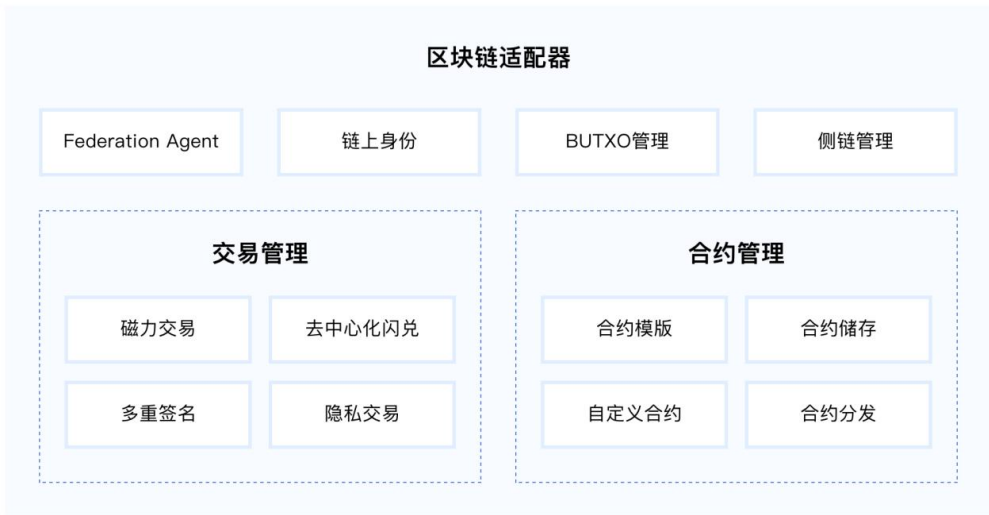 区块链适配器
Federation Agent
链上身份
BUTXO管理
侧链管理
交易管理
磁力交易
去中心化闪兑
多重签名
隐私交易
合约管理
合约模版
合约储存
自定义合约
合约分发